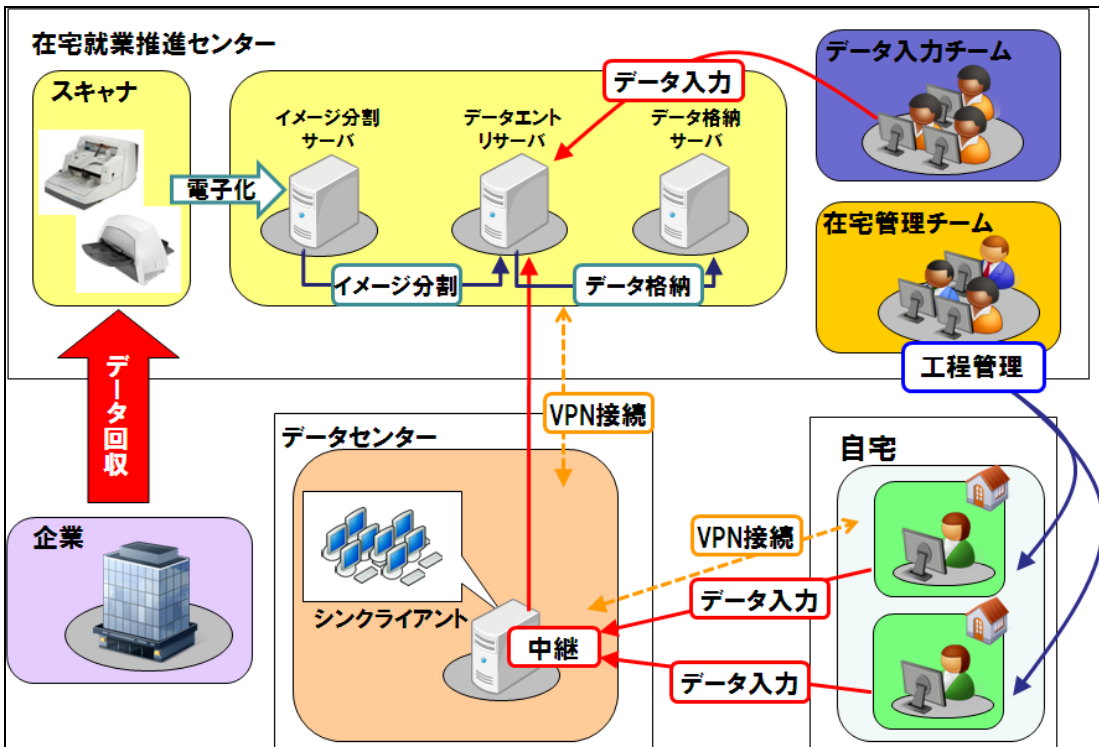 在宅就業推進センター
スキャナ
電子化
イメージ分割
サーバ
データエント
リサーバ
データ格納
サーバ
データ入力
イメージ分割
データ格納
データ入力チーム
在宅管理チーム
工程管理
データ回収
企業
VPN接続
データセンター
シンクライアント
中継
自宅
VPN接続
データ入力
データ入力